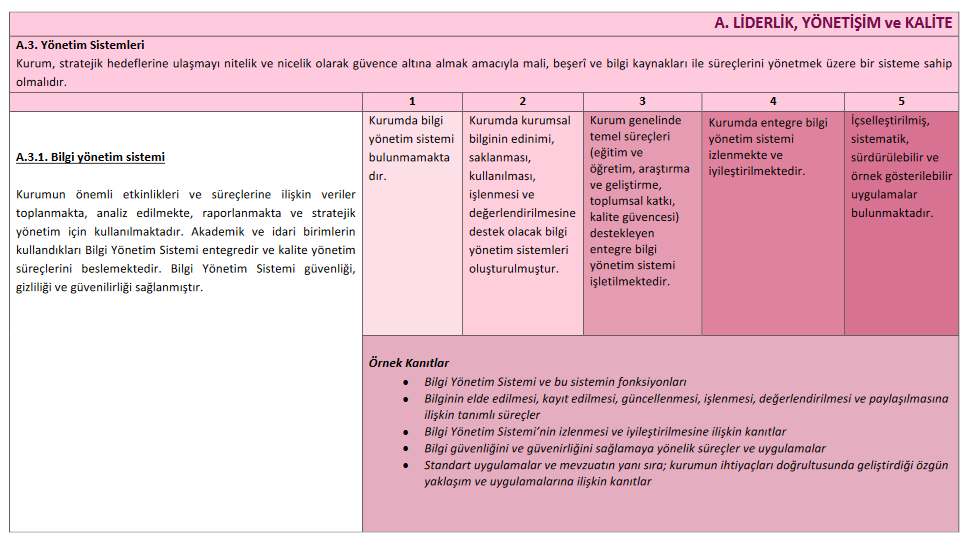 A. LİDERLİK, YÖNETİŞİM ve KALİTE
A.3. Yönetim Sistemleri
Kurum, stratejik hedeflerine ulaşmayı nitelik ve nicelik olarak güvence altına almak amacıyla mali, beşerî ve bilgi kaynakları ile süreçlerini yönetmek üzere bir sisteme sahip
olmalıdır.
1 2 3 4 5
A.3.1. Bilgi yönetim sistemi
Kurumun önemli etkinlikleri ve süreçlerine ilişkin veriler
toplanmakta, analiz edilmekte, raporlanmakta ve stratejik
yönetim için kullanılmaktadır. Akademik ve idari birimlerin
kullandıkları Bilgi Yönetim Sistemi entegredir ve kalite yönetim
süreçlerini beslemektedir. Bilgi Yönetim Sistemi güvenliği,
gizliliği ve güvenilirliği sağlanmıştır.
Kurumda bilgi
yönetim sistemi
bulunmamakta
dır.
Kurumda kurumsal
bilginin edinimi,
saklanması,
kullanılması,
işlenmesi ve
değerlendirilmesine
destek olacak bilgi
yönetim sistemleri
oluşturulmuştur.
Kurum genelinde
temel süreçleri
(eğitim ve
öğretim, araştırma
ve geliştirme,
toplumsal katkı,
kalite güvencesi)
destekleyen
entegre bilgi
yönetim sistemi
işletilmektedir.
Kurumda entegre bilgi
yönetim sistemi
izlenmekte ve
iyileştirilmektedir.
İçselleştirilmiş,
sistematik,
sürdürülebilir ve
örnek gösterilebilir
uygulamalar
bulunmaktadır.
Örnek Kanıtlar
● Bilgi Yönetim Sistemi ve bu sistemin fonksiyonları
● Bilginin elde edilmesi, kayıt edilmesi, güncellenmesi, işlenmesi, değerlendirilmesi ve paylaşılmasına
ilişkin tanımlı süreçler
● Bilgi Yönetim Sistemi’nin izlenmesi ve iyileştirilmesine ilişkin kanıtlar
● Bilgi güvenliğini ve güvenirliğini sağlamaya yönelik süreçler ve uygulamalar
● Standart uygulamalar ve mevzuatın yanı sıra; kurumun ihtiyaçları doğrultusunda geliştirdiği özgün
yaklaşım ve uygulamalarına ilişkin kanıtlar